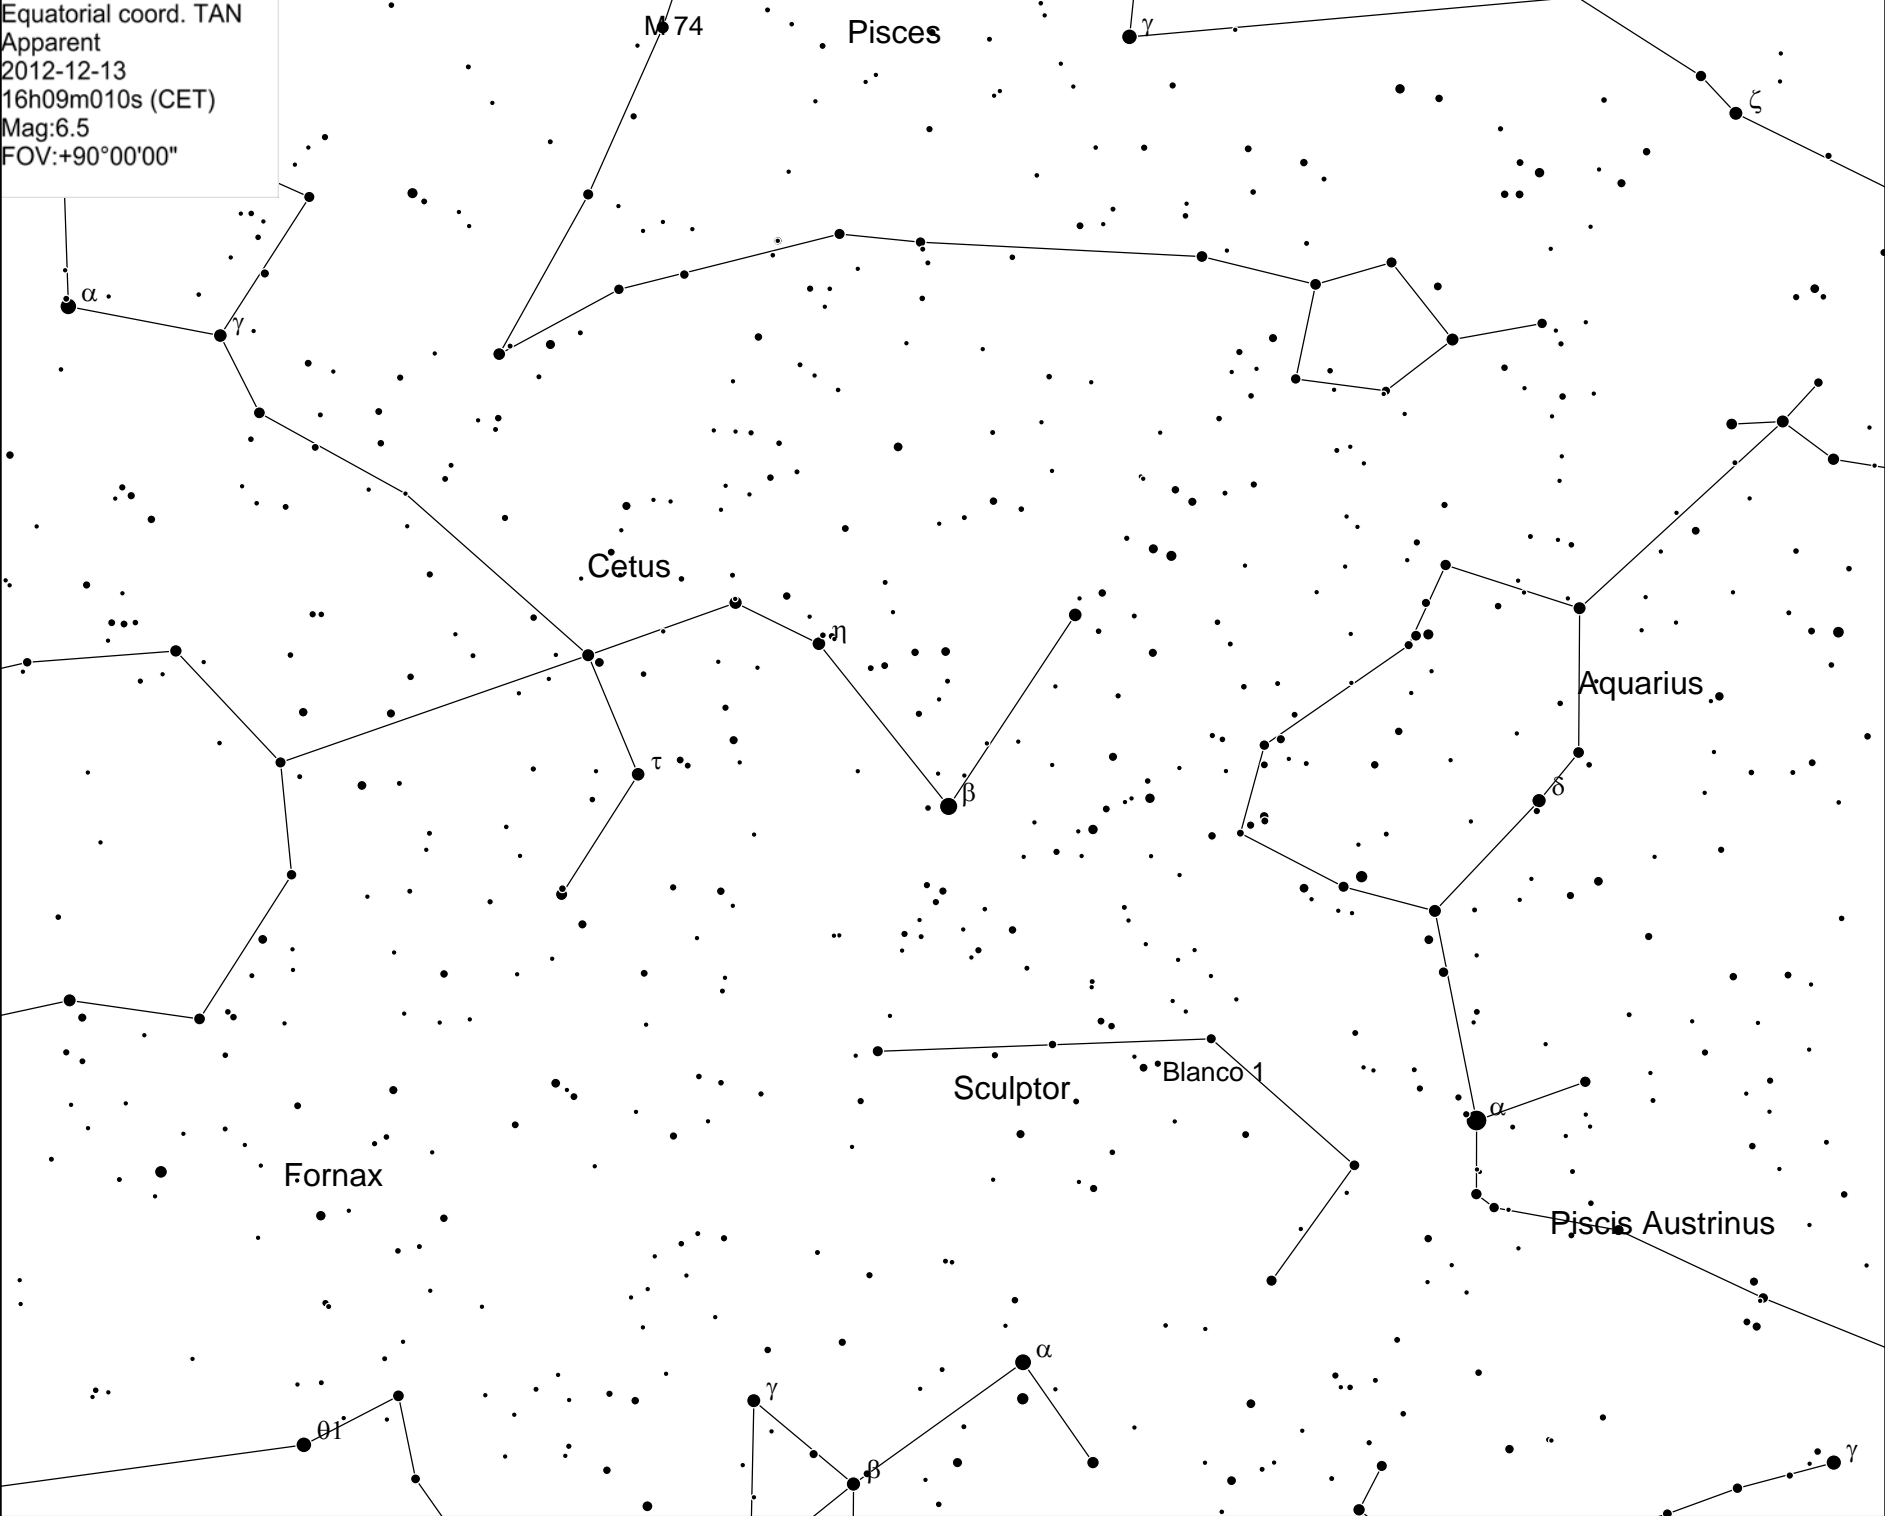 Equatorial coord. TAN
Apparent
2012-12-13
16h09m010s (CET)
Mag:6.5
FOV:+90°00'00"
M 74
Pisces
γ
ζ
α
γ
Cetus
η
Aquarius
τ
β
δ
Blanco 1
Sculptor
α
Fornax
Piscis Austrinus
α
γ
θ1
β
γ